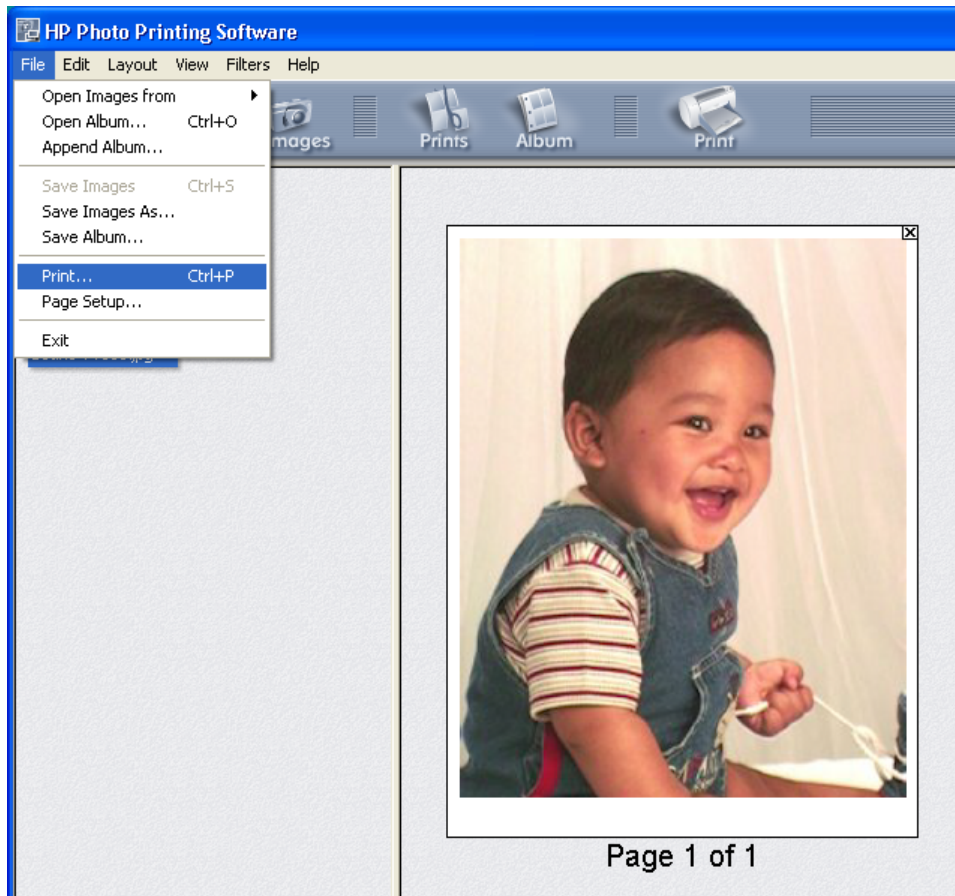 HP Photo Printing Software
File Edit Layout View Filters Help
Open Images from
Open Album... Ctrl+O
Append Album...
Save Images Ctrl+S
Save Images As...
Save Album...
Print... Ctrl+P
Page Setup...
Exit
Prints Album Print
Page 1 of 1